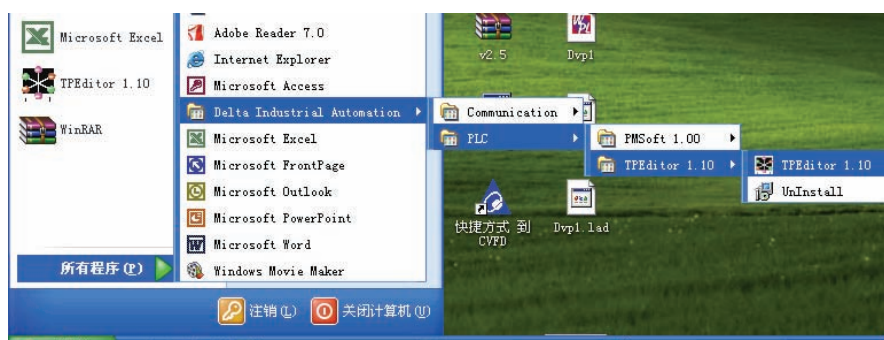 Microsoft Excel
TPEditor 1.10
WinRAR
所有程序(P)
Adobe Reader 7.0
Internet Explorer
Microsoft Access
Delta Industrial Automation
Microsoft Excel
Microsoft FrontPage
Microsoft Outlook
Microsoft PowerPoint
Microsoft Word
Windows Movie Maker
注销(L)
关闭计算机(U)
Communication
PLC
PMSoft 1.00
TPEditor 1.10
TPEditor 1.10
UnInstall
v2.5
Dvp1
快捷方式 到
CVFD
Dvp1.lad